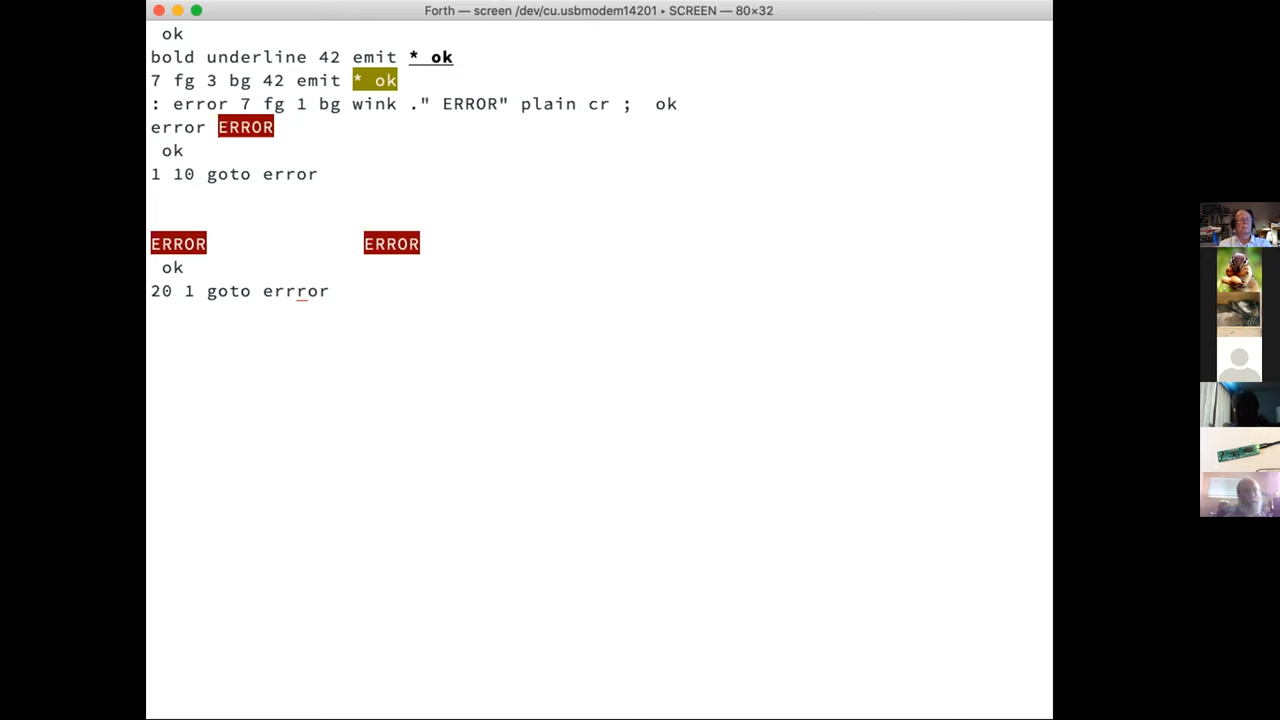 Forth — screen /dev/cu.usbmodem14201 ▸ SCREEN — 80×32
ok
bold underline 42 emit * ok
7 fg 3 bg 42 emit * ok
: error 7 fg 1 bg wink ." ERROR" plain cr ;  ok
error ERROR
ok
1 10 goto error
ERROR ERROR
ok
20 1 goto errror